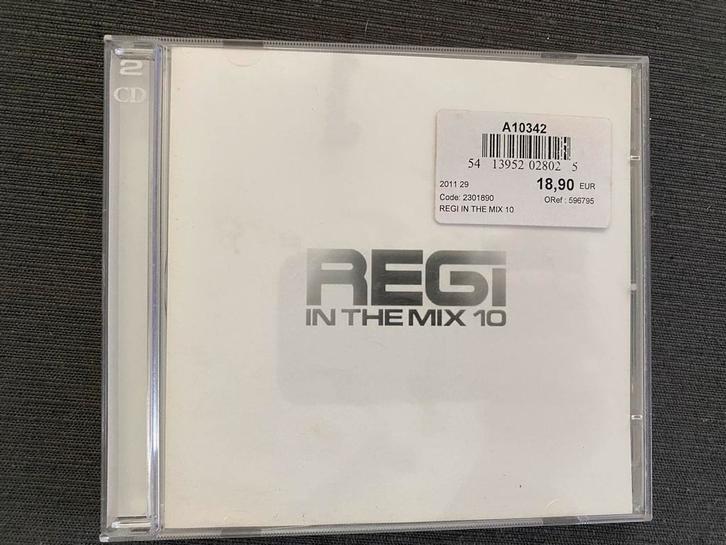 2
CD
A10342
54 13952 02802 5
2011 29 18,90 EUR
Code: 2301890 ORef : 596795
REGI IN THE MIX 10
REGi
IN THE MIX 10